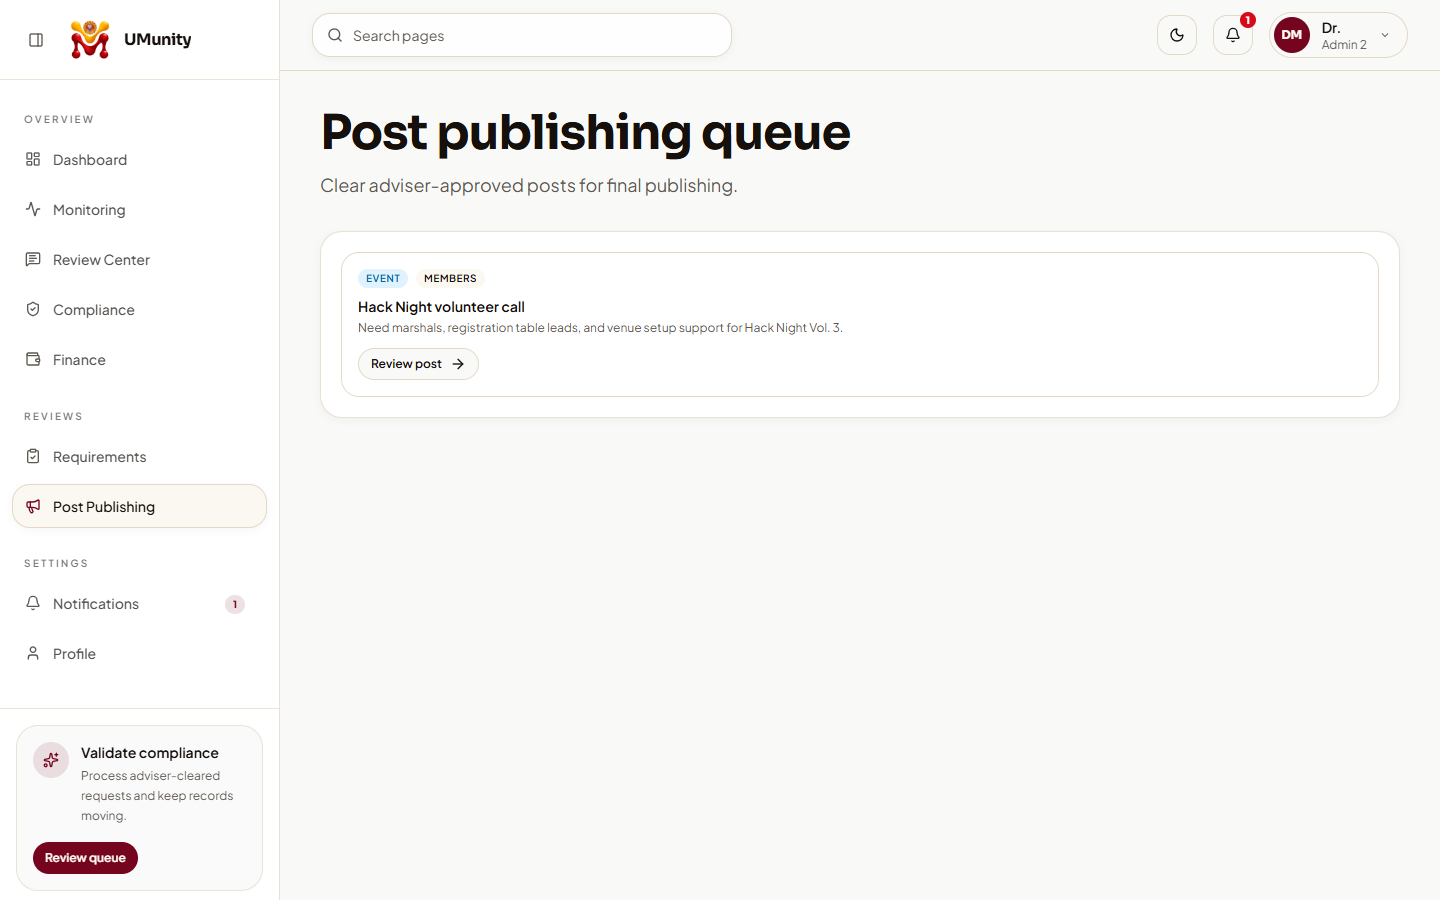 UMunity
Search pages
1
DM
Dr.
Admin 2
OVERVIEW
Dashboard
Monitoring
Review Center
Compliance
Finance
REVIEWS
Requirements
Post Publishing
SETTINGS
Notifications
1
Profile
Validate compliance
Process adviser-cleared
requests and keep records
moving.
Review queue
Post publishing queue
Clear adviser-approved posts for final publishing.
EVENT
MEMBERS
Hack Night volunteer call
Need marshals, registration table leads, and venue setup support for Hack Night Vol. 3.
Review post